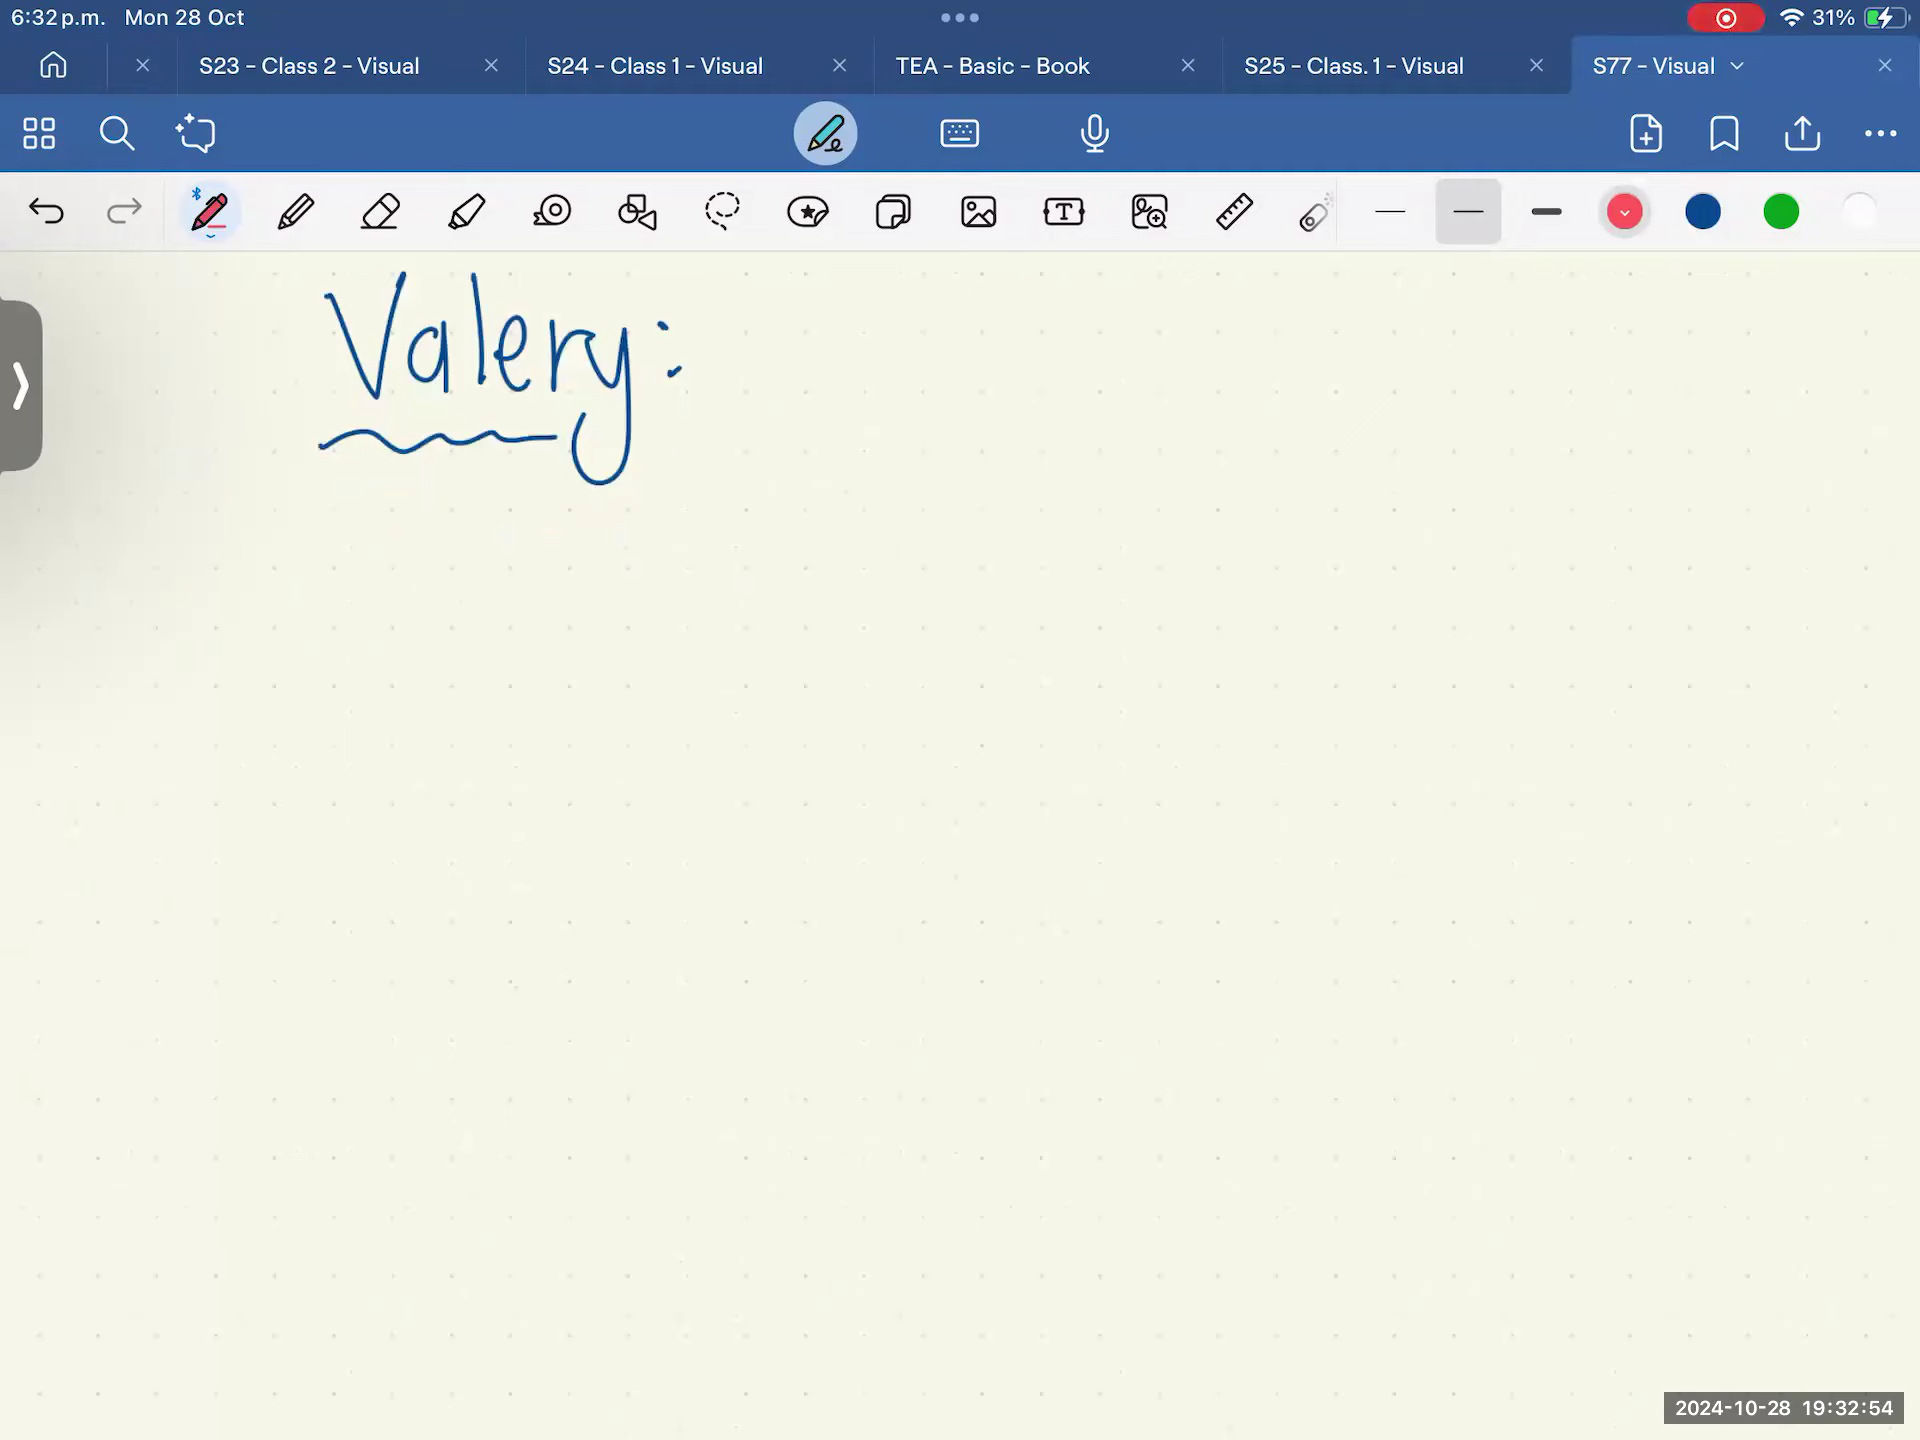 6:32 p.m. Mon 28 Oct
31%
S23 - Class 2 - Visual
S24 - Class 1 - Visual
TEA - Basic - Book
S25 - Class. 1 - Visual
S77 - Visual
Valery:
2024-10-28 19:32:54